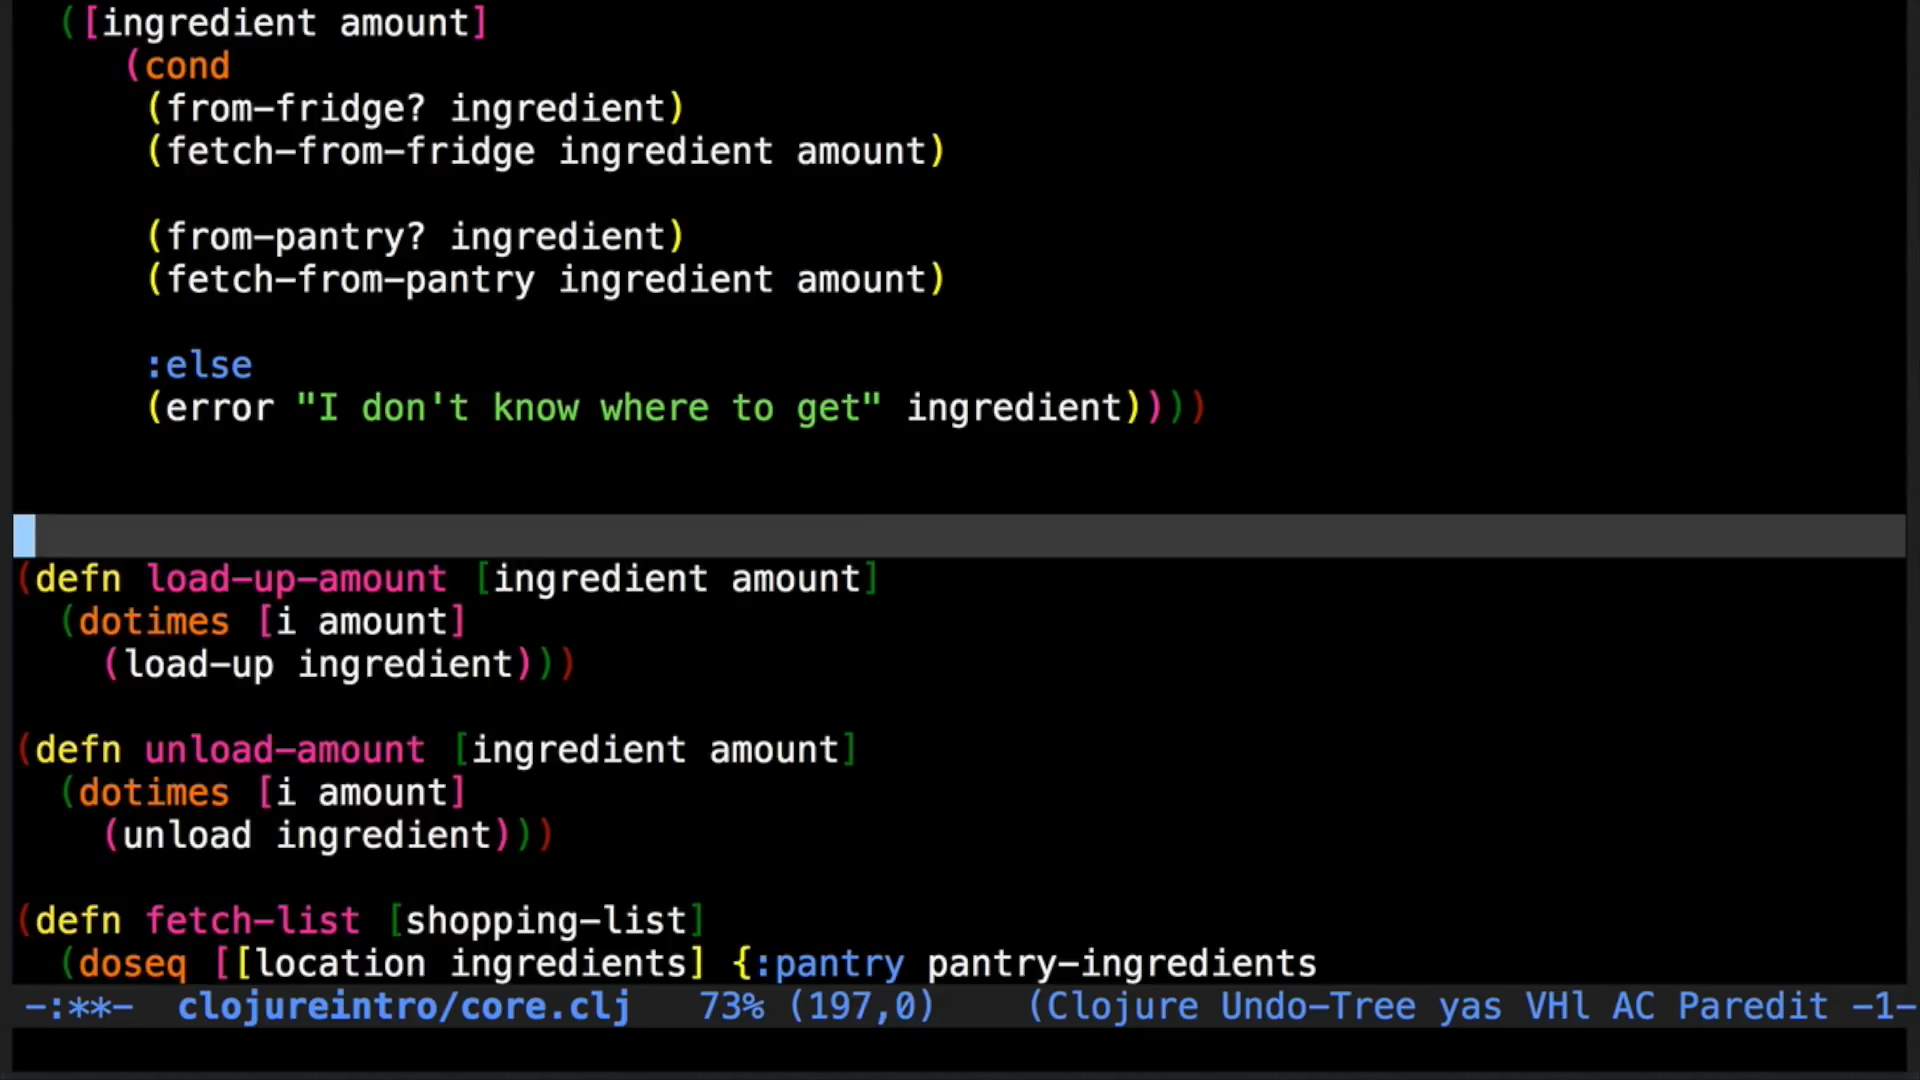 ([ingredient amount]
(cond
(from-fridge? ingredient)
(fetch-from-fridge ingredient amount)
(from-pantry? ingredient)
(fetch-from-pantry ingredient amount)
:else
(error "I don't know where to get" ingredient))))
(defn load-up-amount [ingredient amount]
(dotimes [i amount]
(load-up ingredient)))
(defn unload-amount [ingredient amount]
(dotimes [i amount]
(unload ingredient)))
(defn fetch-list [shopping-list]
(doseq [[location ingredients] {:pantry pantry-ingredients
-:**- clojureintro/core.clj 73% (197,0) (Clojure Undo-Tree yas VHl AC Paredit -1-